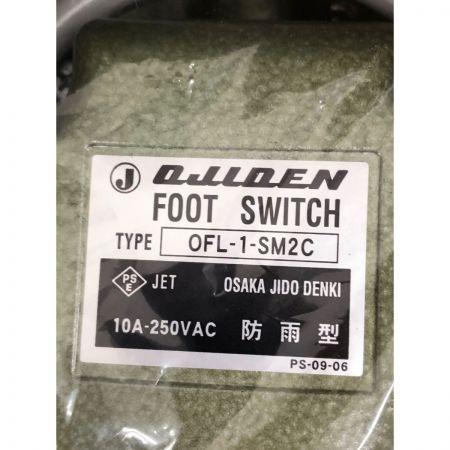 J OJIDEN
FOOT SWITCH
TYPE OFL-1-SM2C
PSE JET OSAKA JIDO DENKI
10A-250VAC 防雨型
PS-09-06